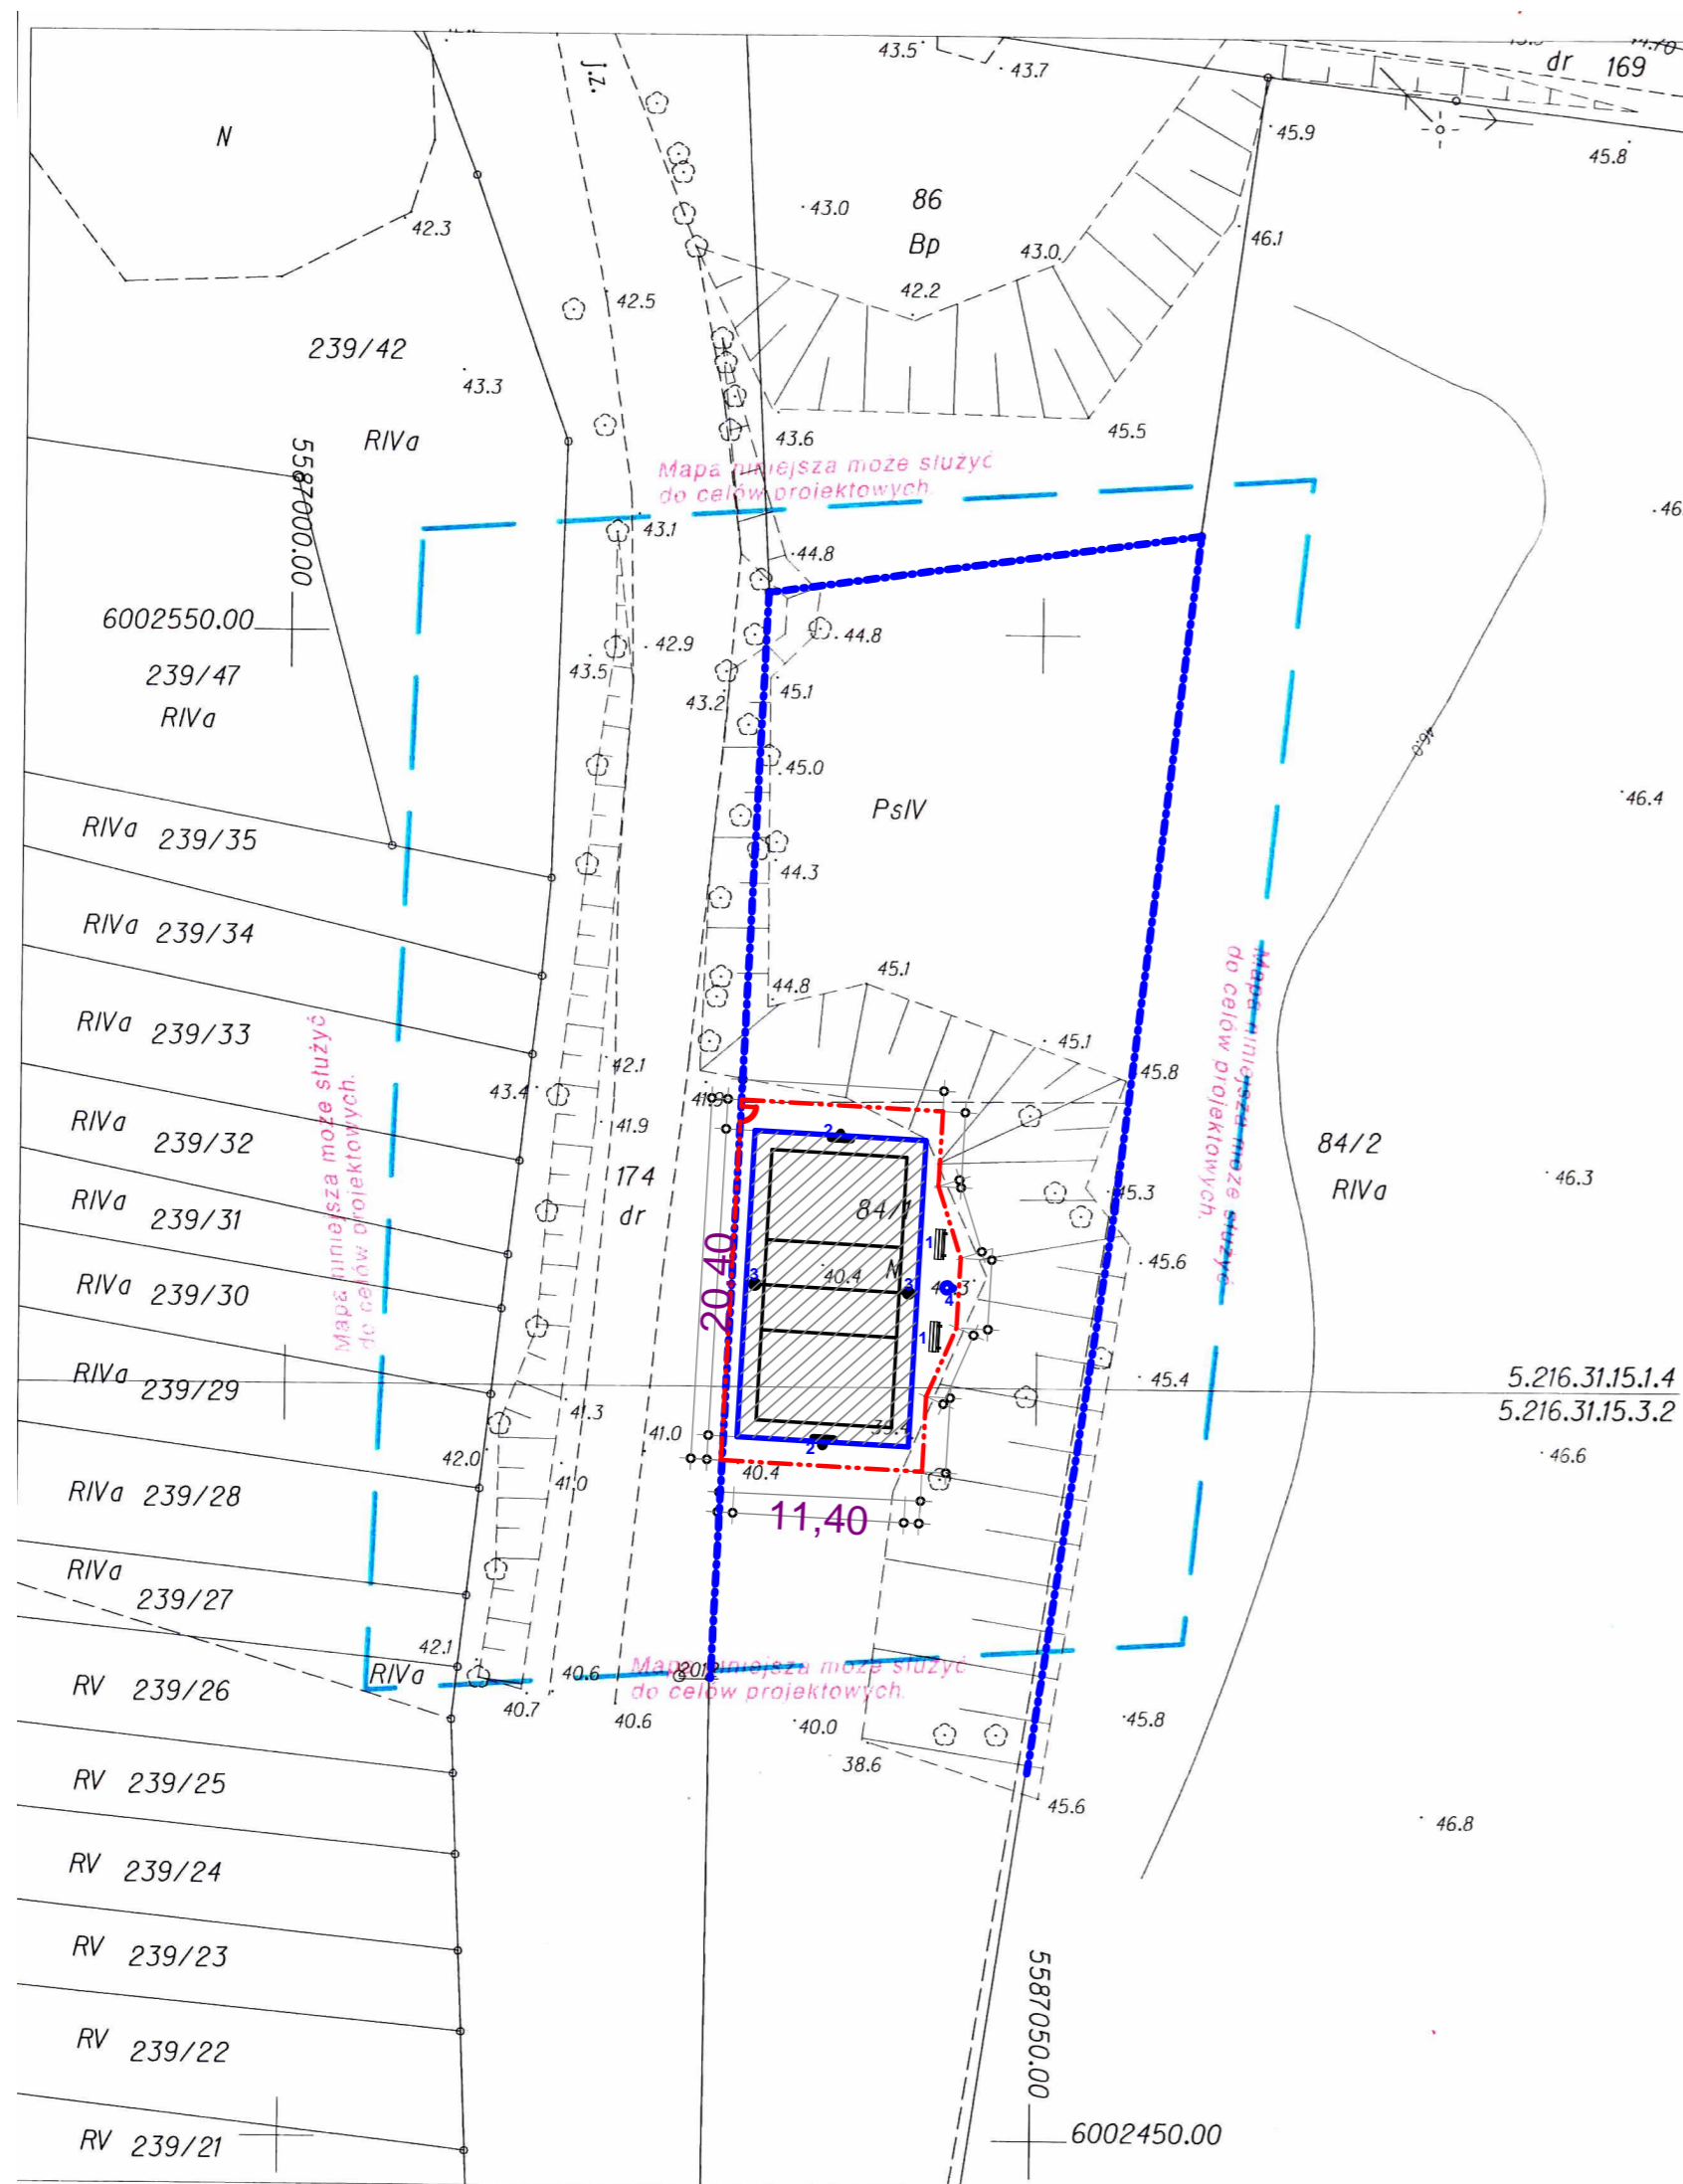 43.5
43.7
dr 169
j.z.
N
45.9
45.8
86
43.0
Bp
42.3
43.0
46.1
42.2
42.5
239/42
43.3
RIVa
43.6
45.5
Mapa niniejsza może służyć
do celów projektowych.
5587000.00
43.1
44.8
6002550.00
42.9
44.8
43.5
239/47
45.1
43.2
RIVa
45.0
PsIV
46.0
46.4
RIVa 239/35
44.3
RIVa 239/34
45.1
44.8
Mapa niniejsza może służyć
do celów projektowych.
RIVa 239/33
45.1
42.1
45.8
43.4
Mapa niniejsza może służyć
do celów projektowych.
RIVa 239/32
41.9
2
84/2
174
46.3
45.3
RIVa
RIVa 239/31
84/1
dr
1
45.6
20,40
RIVa 239/30
3
40.4
N
3
4
1
RIVa 239/29
45.4
5.216.31.15.1.4
5.216.31.15.3.2
41.3
41.0
2
42.0
46.6
40.4
41.0
RIVa 239/28
11,40
RIVa 239/27
42.1
RIVa
40.6
Mapa niniejsza może służyć
do celów projektowych.
RV 239/26
40.7
40.6
40.0
45.8
38.6
RV 239/25
45.6
46.8
RV 239/24
RV 239/23
5587050.00
RV 239/22
6002450.00
RV 239/21